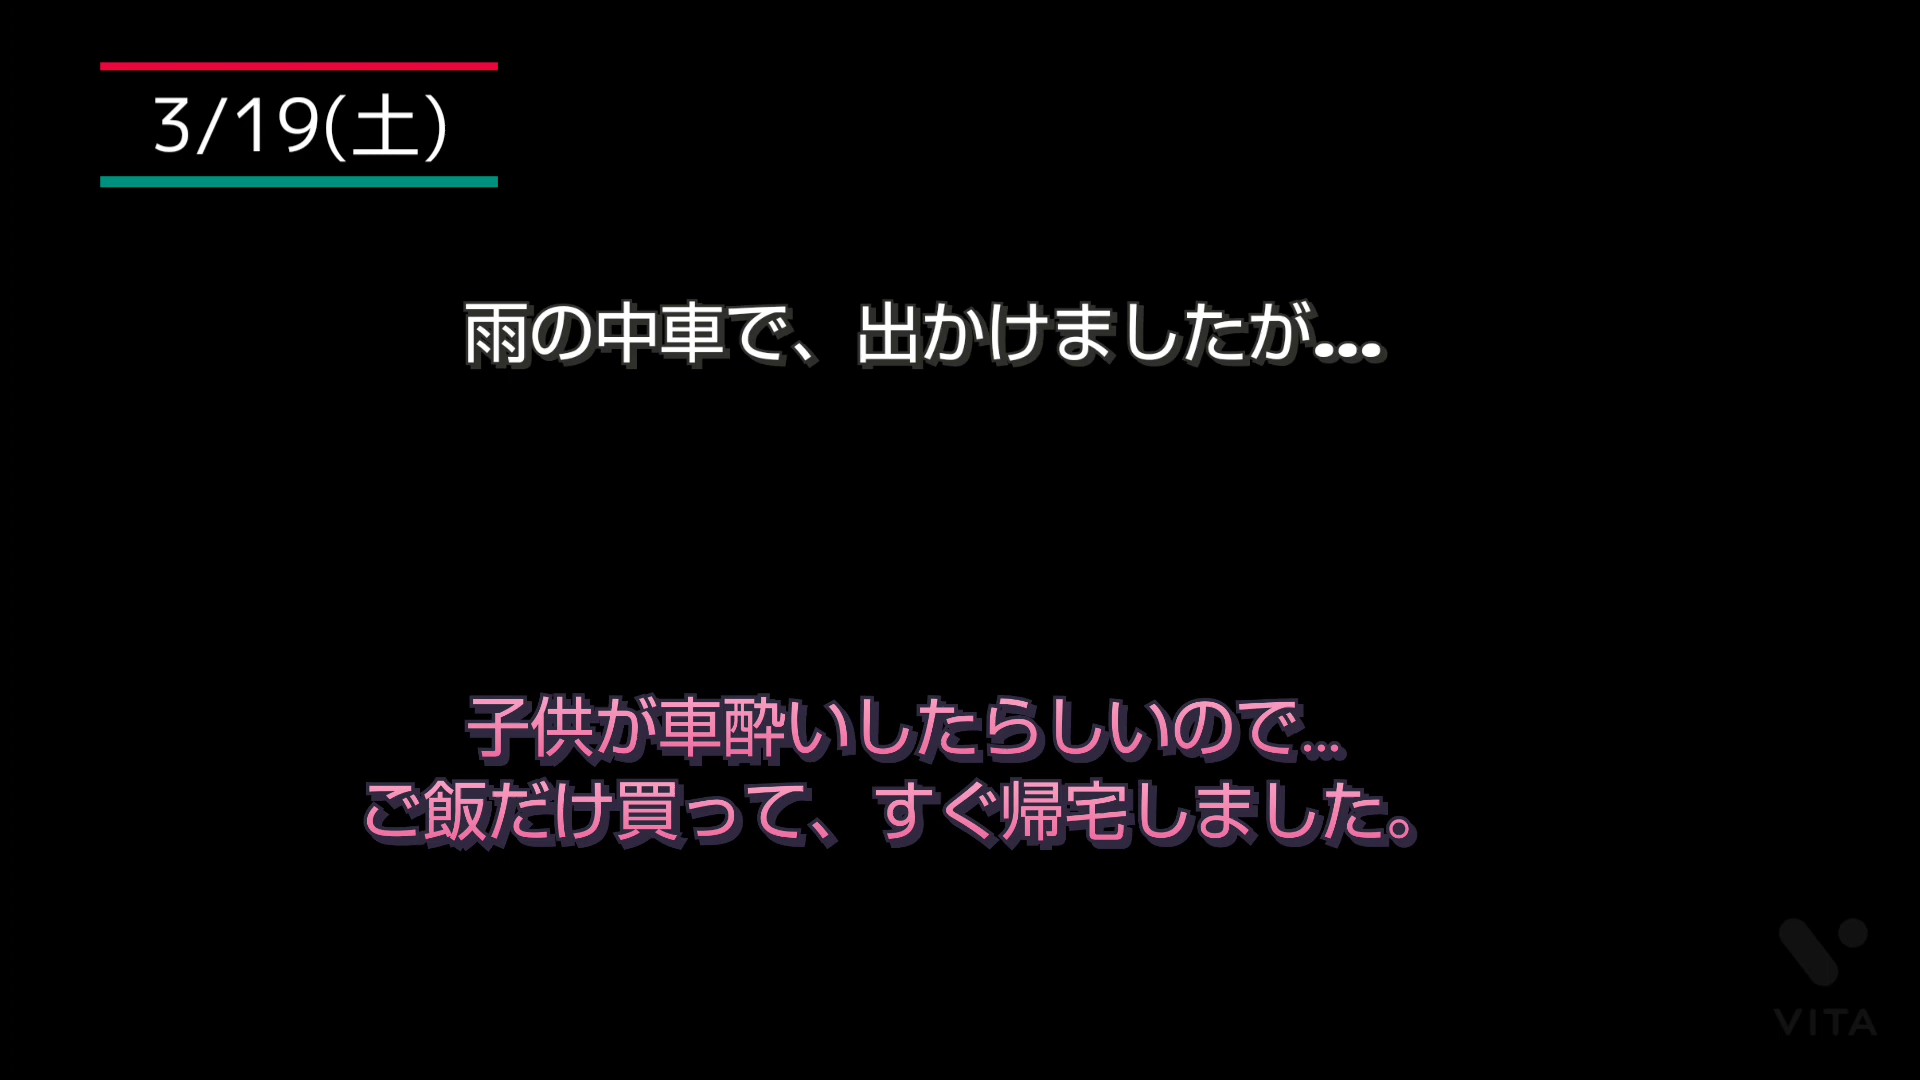 3/19(土)
雨の中車で、出かけましたが...
子供が車酔いしたらしいので...
ご飯だけ買って、すぐ帰宅しました。
VITA